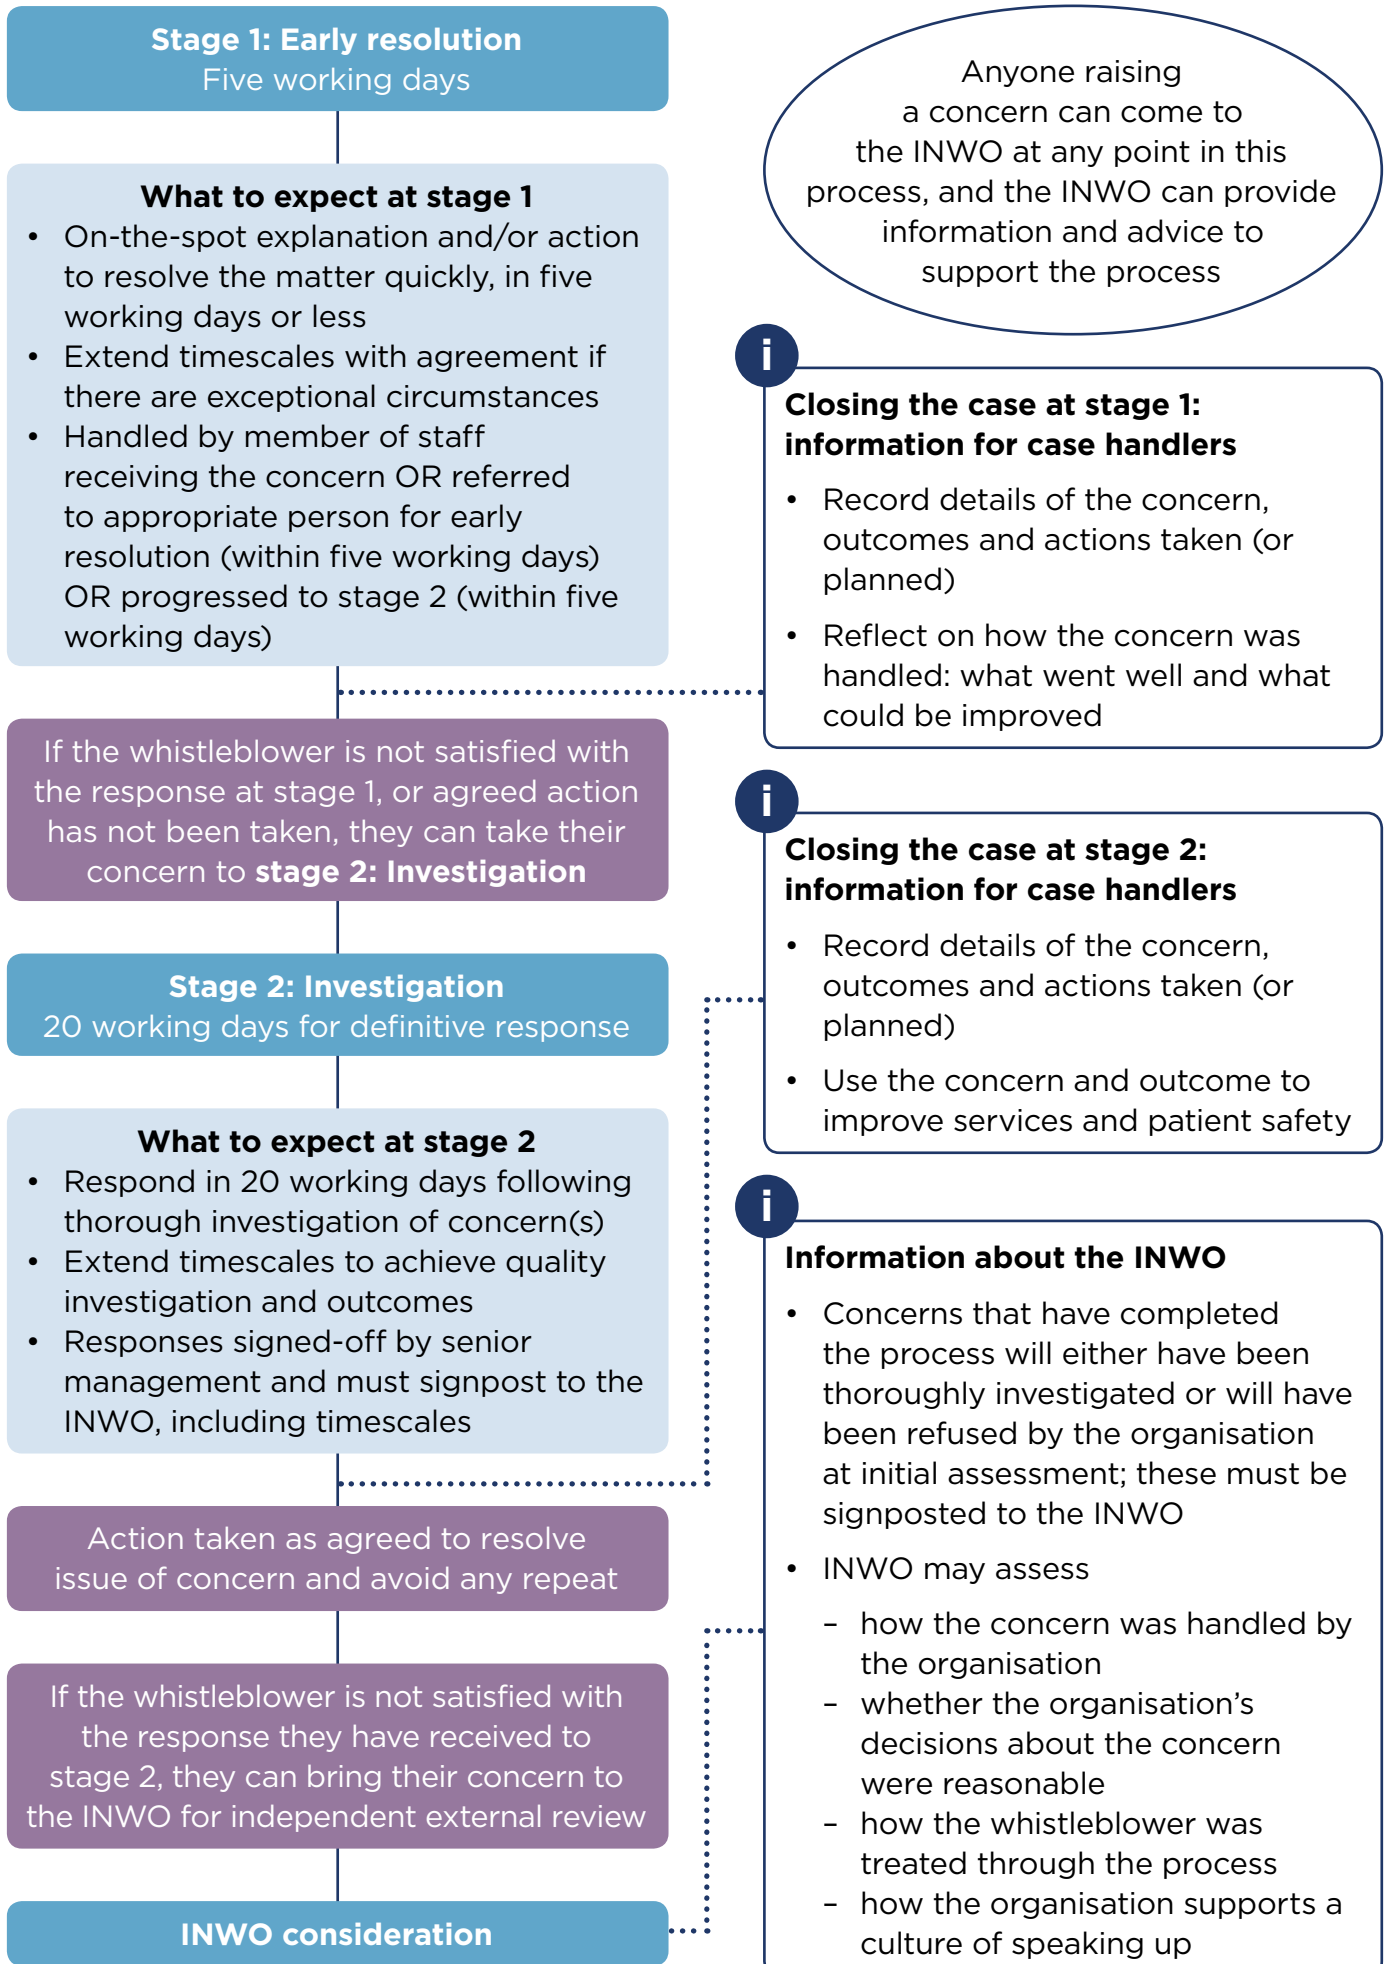 Stage 1: Early resolution
Five working days
What to expect at stage 1
• On-the-spot explanation and/or action
to resolve the matter quickly, in five
working days or less
• Extend timescales with agreement if
there are exceptional circumstances
• Handled by member of staff
receiving the concern OR referred
to appropriate person for early
resolution (within five working days)
OR progressed to stage 2 (within five
working days)
If the whistleblower is not satisfied with
the response at stage 1, or agreed action
has not been taken, they can take their
concern to stage 2: Investigation
Stage 2: Investigation
20 working days for definitive response
What to expect at stage 2
• Respond in 20 working days following
thorough investigation of concern(s)
• Extend timescales to achieve quality
investigation and outcomes
• Responses signed-off by senior
management and must signpost to the
INWO, including timescales
Action taken as agreed to resolve
issue of concern and avoid any repeat
If the whistleblower is not satisfied with
the response they have received to
stage 2, they can bring their concern to
the INWO for independent external review
INWO consideration
Anyone raising
a concern can come to
the INWO at any point in this
process, and the INWO can provide
information and advice to
support the process
i
Closing the case at stage 1:
information for case handlers
• Record details of the concern,
outcomes and actions taken (or
planned)
• Reflect on how the concern was
handled: what went well and what
could be improved
i
Closing the case at stage 2:
information for case handlers
• Record details of the concern,
outcomes and actions taken (or
planned)
• Use the concern and outcome to
improve services and patient safety
i
Information about the INWO
• Concerns that have completed
the process will either have been
thoroughly investigated or will have
been refused by the organisation
at initial assessment; these must be
signposted to the INWO
• INWO may assess
– how the concern was handled by
the organisation
– whether the organisation’s
decisions about the concern
were reasonable
– how the whistleblower was
treated through the process
– how the organisation supports a
culture of speaking up